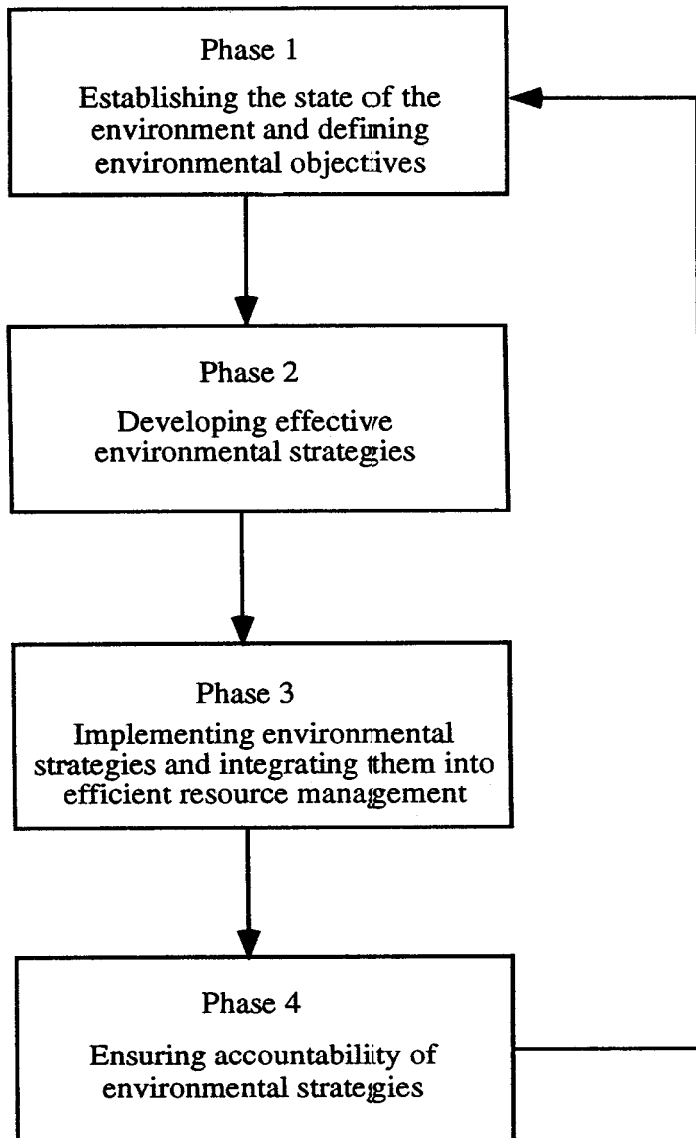 Phase 1
Establishing the state of the
environment and defining
environmental objectives
Phase 2
Developing effective
environmental strategies
Phase 3
Implementing environmental
strategies and integrating them into
efficient resource management
Phase 4
Ensuring accountability of
environmental strategies